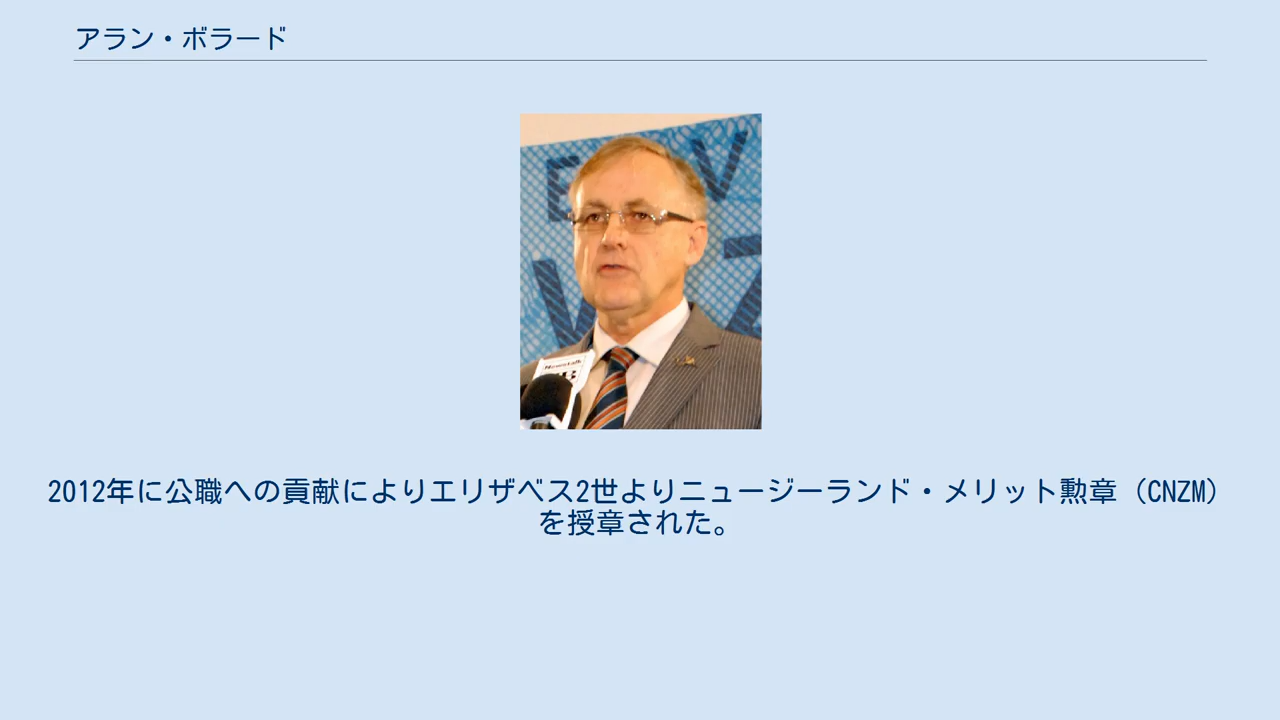 アラン・ボラード
Newstalk
2012年に公職への貢献によりエリザベス2世よりニュージーランド・メリット勲章（CNZM）
を授章された。